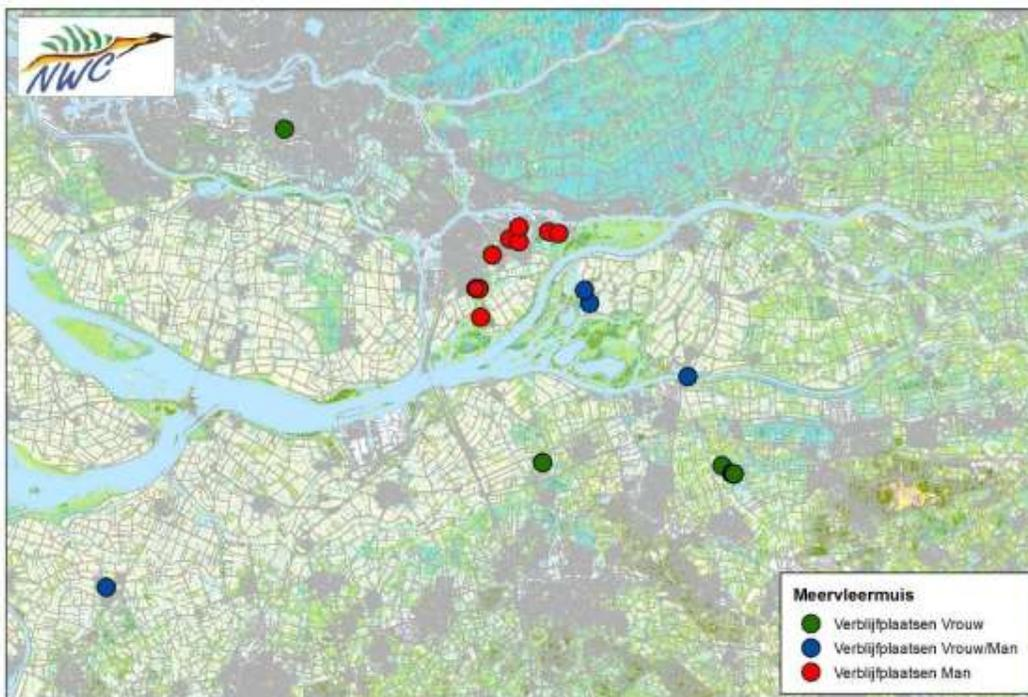 NWC
Meervleermuis
Verblijfplaatsen Vrouw
Verblijfplaatsen Vrouw/Man
Verblijfplaatsen Man